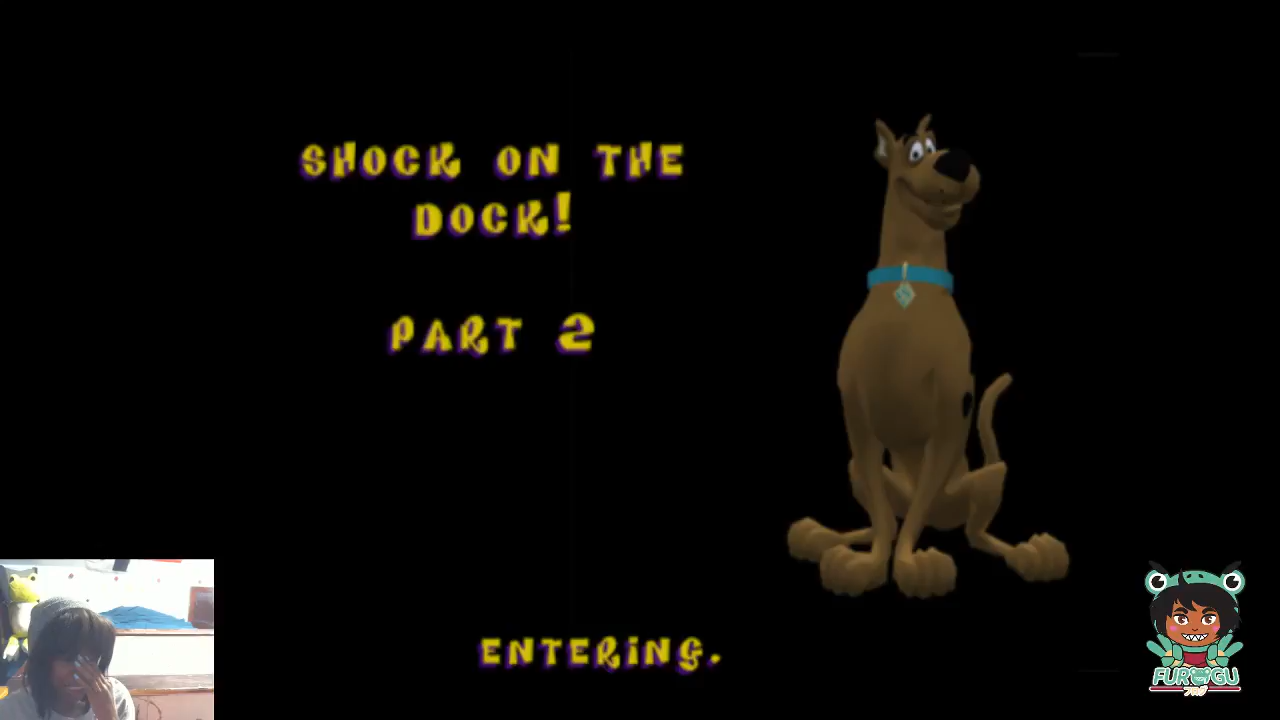 SHOCK ON THE
DOCK!
PART 2
ENTERING.
FUROGU